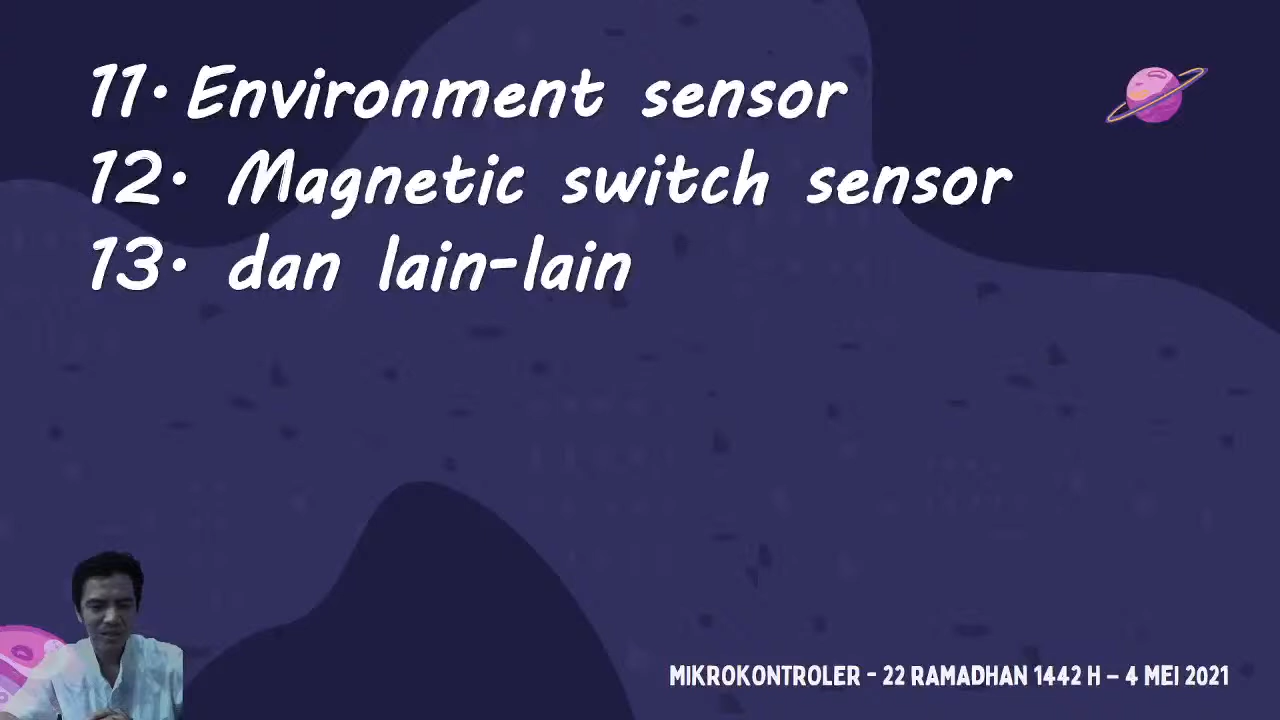 11. Environment sensor
12. Magnetic switch sensor
13. dan lain-lain
MIKROKONTROLER - 22 RAMADHAN 1442 H – 4 MEI 2021